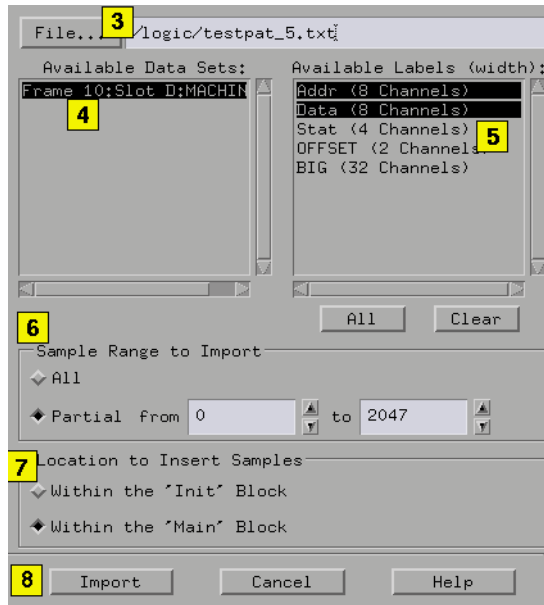 3
File... /logic/testpat_5.txt
Available Data Sets:
Frame 10:Slot D:MACHIN
4
Available Labels (width):
Addr (8 Channels)
Data (8 Channels)
Stat (4 Channels)
OFFSET (2 Channels
BIG (32 Channels)
5
All Clear
6
Sample Range to Import
All
Partial from 0 to 2047
7
Location to Insert Samples
Within the "Init" Block
Within the "Main" Block
8
Import Cancel Help